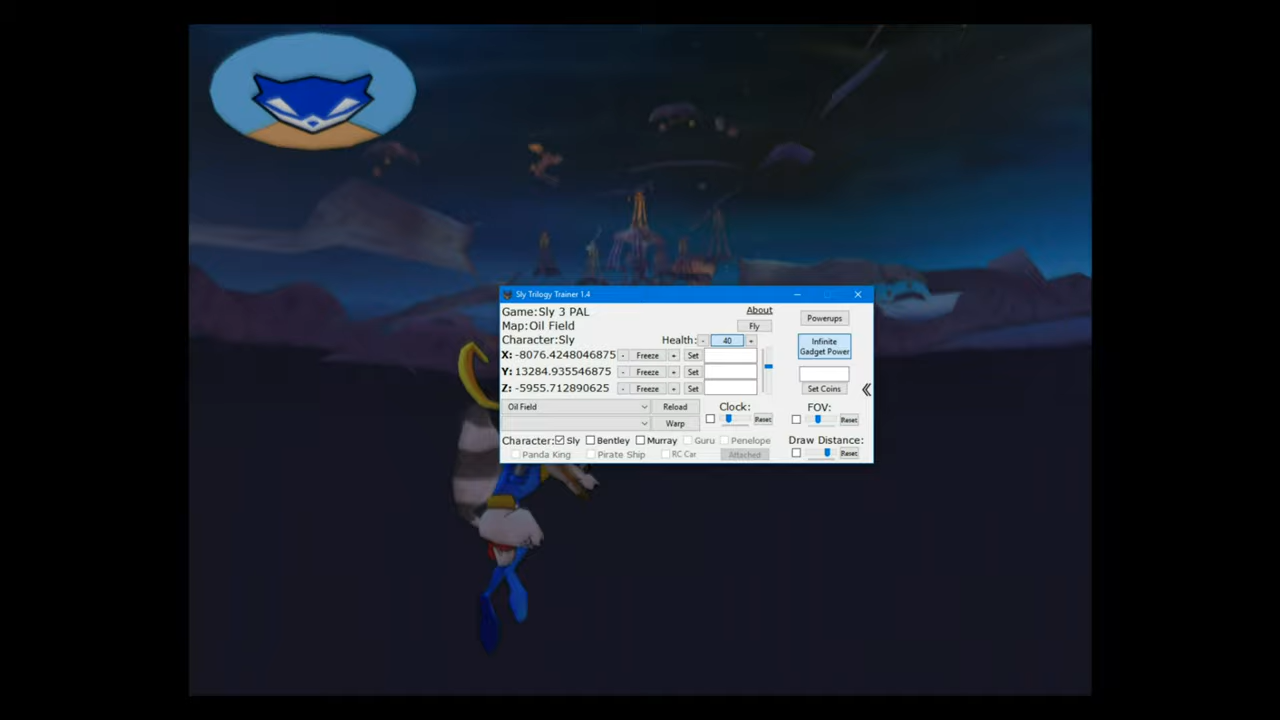 Sly Trilogy Trainer 1.4
Game:Sly 3 PAL
About
Map:Oil Field
Fly
Character:Sly
Health:
-
40
+
X: -8076.4248046875
-
Freeze
+
Set
Y: 13284.935546875
-
Freeze
+
Set
Z: -5955.712890625
-
Freeze
+
Set
Oil Field
Reload
Warp
Clock:
Reset
Character:
Sly
Bentley
Murray
Guru
Penelope
Panda King
Pirate Ship
RC Car
Attached
Powerups
Infinite
Gadget Power
Set Coins
FOV:
Reset
Draw Distance:
Reset